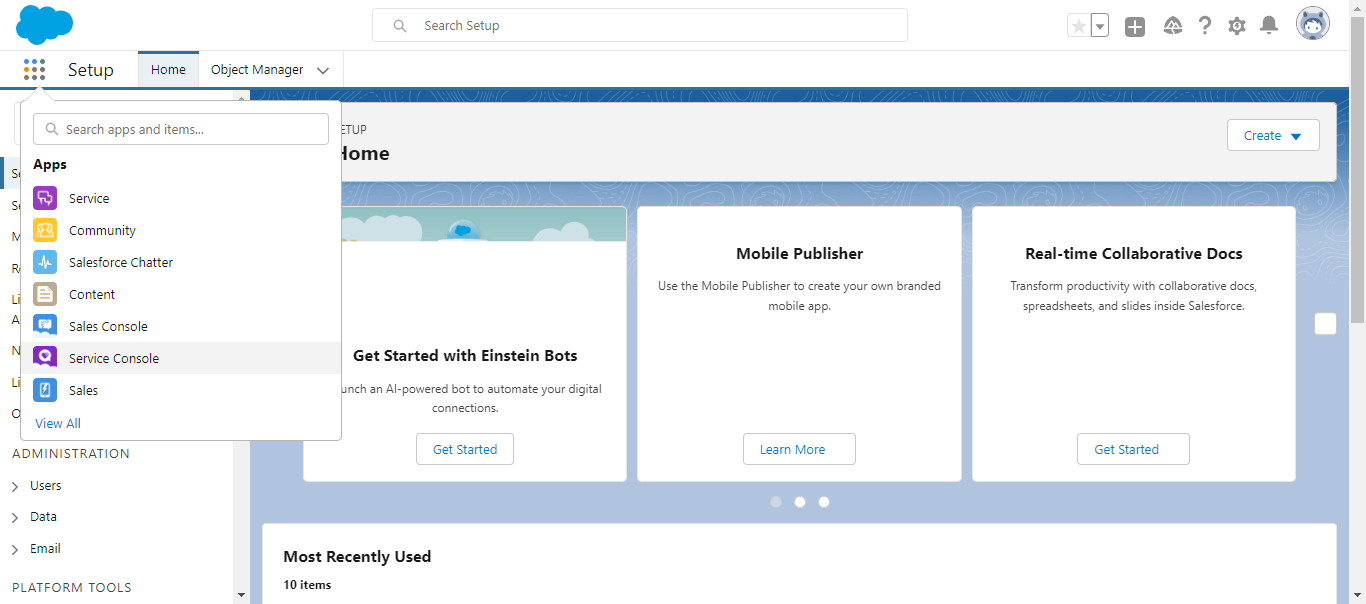 Search Setup
Setup
Home
Object Manager
Search apps and items...
Apps
Service
Community
Salesforce Chatter
Content
Sales Console
Service Console
Sales
View All
ADMINISTRATION
Users
Data
Email
PLATFORM TOOLS
ETUP
Home
Create
Get Started with Einstein Bots
unch an AI-powered bot to automate your digital
connections.
Get Started
Mobile Publisher
Use the Mobile Publisher to create your own branded
mobile app.
Learn More
Real-time Collaborative Docs
Transform productivity with collaborative docs,
spreadsheets, and slides inside Salesforce.
Get Started
Most Recently Used
10 items